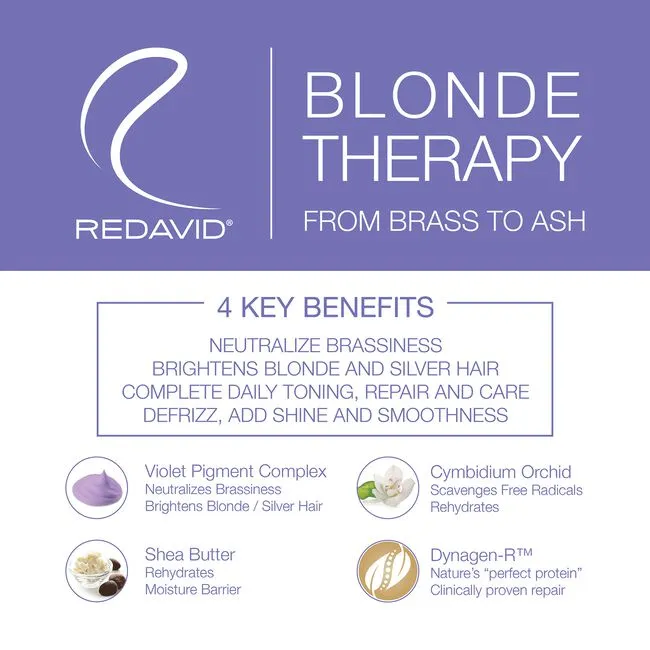 REDAVID®
BLONDE
THERAPY
FROM BRASS TO ASH
4 KEY BENEFITS
NEUTRALIZE BRASSINESS
BRIGHTENS BLONDE AND SILVER HAIR
COMPLETE DAILY TONING, REPAIR AND CARE
DEFRIZZ, ADD SHINE AND SMOOTHNESS
Violet Pigment Complex
Neutralizes Brassiness
Brightens Blonde / Silver Hair
Cymbidium Orchid
Scavenges Free Radicals
Rehydrates
Shea Butter
Rehydrates
Moisture Barrier
Dynagen-R™
Nature's “perfect protein”
Clinically proven repair